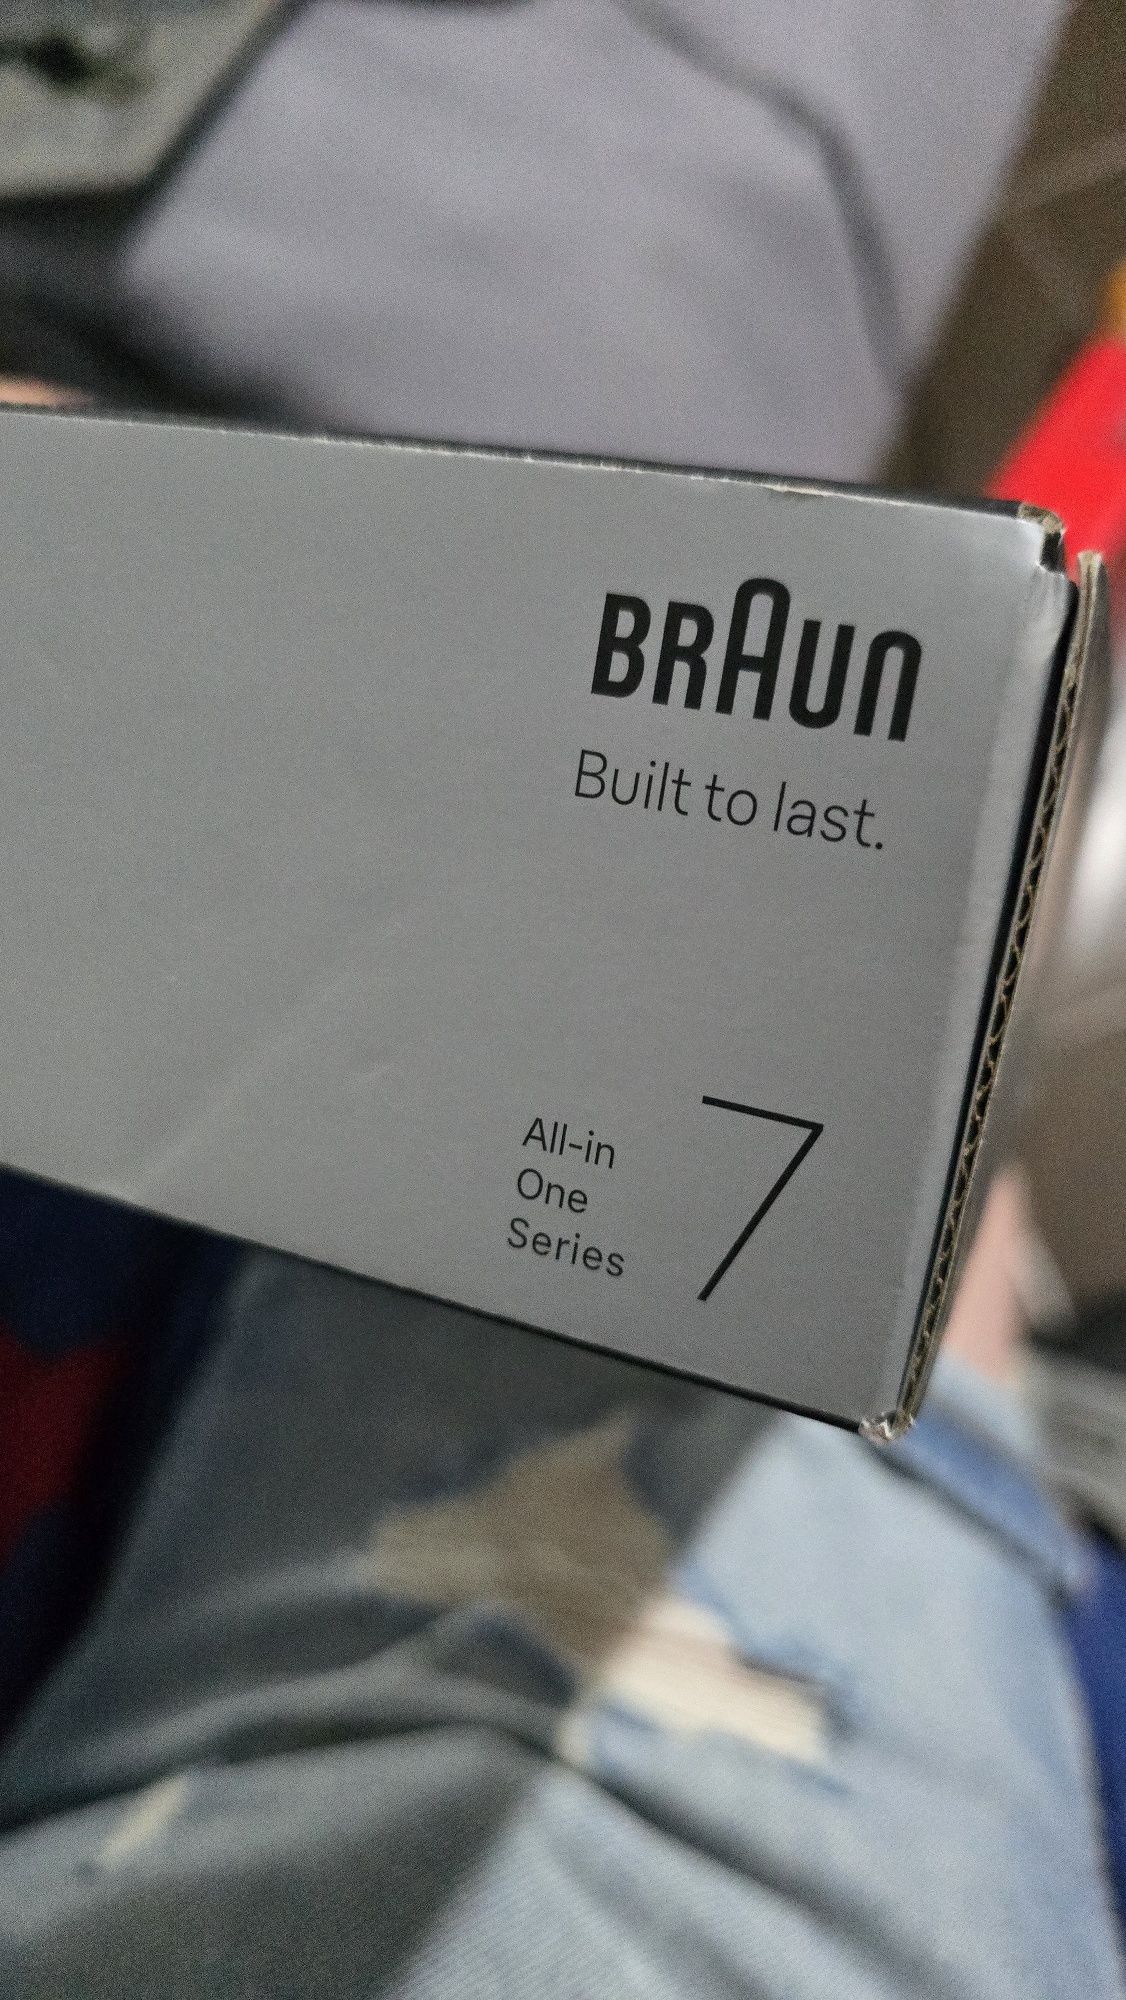 BRAUN
Built to last.
All-in
One
Series
7